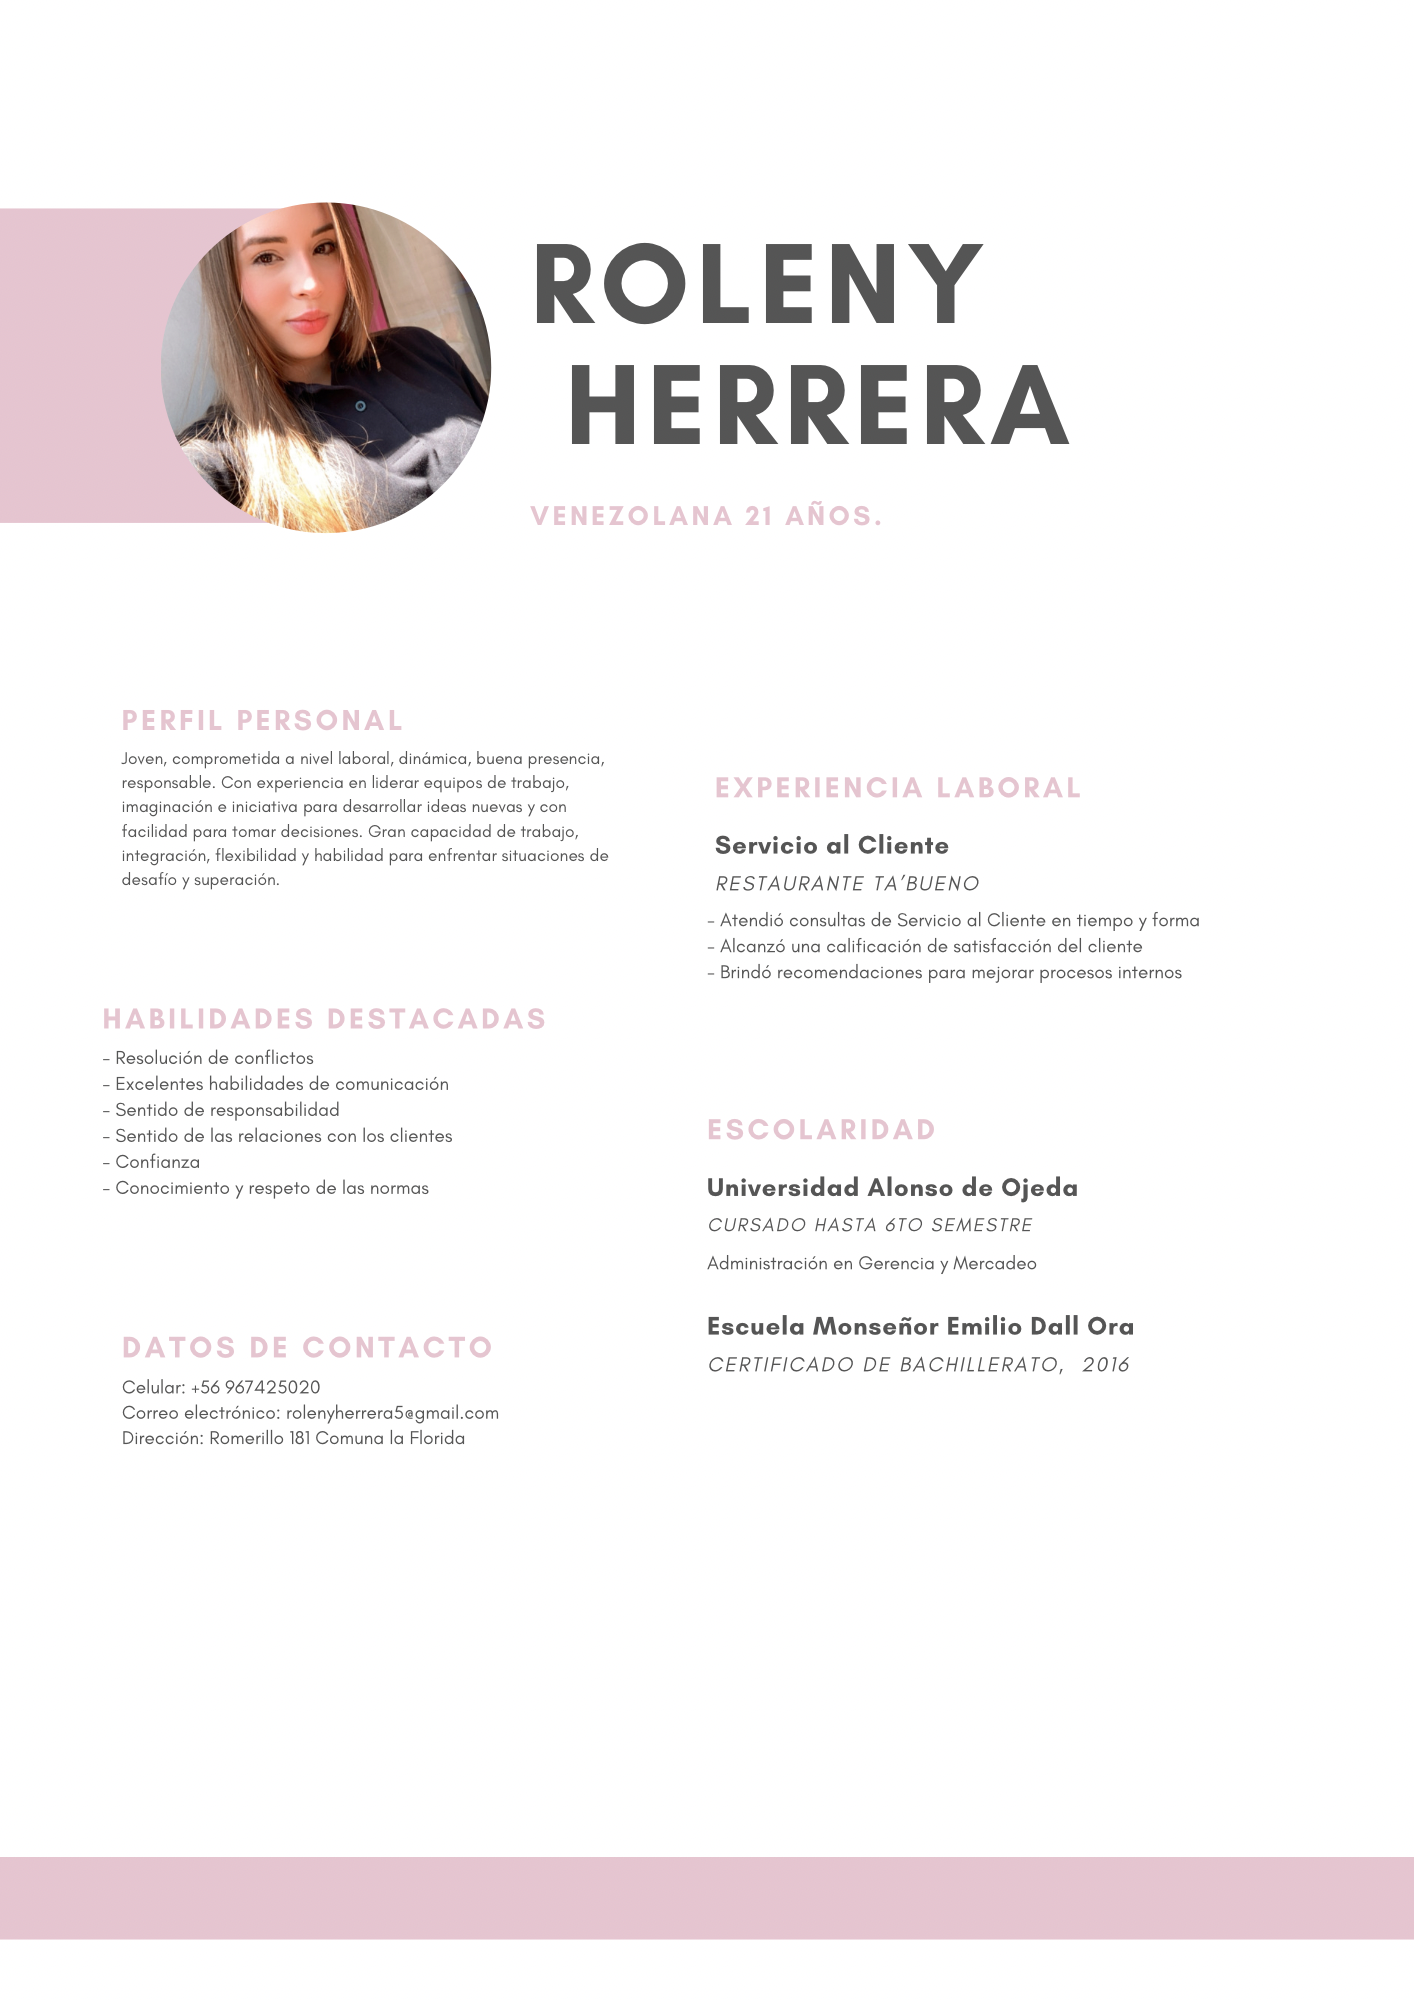 ROLENY
HERRERA
VENEZOLANA 21 AÑOS.
PERFIL PERSONAL
Joven, comprometida a nivel laboral, dinámica, buena presencia,
responsable. Con experiencia en liderar equipos de trabajo,
imaginación e iniciativa para desarrollar ideas nuevas y con
facilidad para tomar decisiones. Gran capacidad de trabajo,
integración, flexibilidad y habilidad para enfrentar situaciones de
desafío y superación.
HABILIDADES DESTACADAS
- Resolución de conflictos
- Excelentes habilidades de comunicación
- Sentido de responsabilidad
- Sentido de las relaciones con los clientes
- Confianza
- Conocimiento y respeto de las normas
DATOS DE CONTACTO
Celular: +56 967425020
Correo electrónico: rolenyherrera5@gmail.com
Dirección: Romerillo 181 Comuna la Florida
EXPERIENCIA LABORAL
Servicio al Cliente
RESTAURANTE TA'BUENO
- Atendió consultas de Servicio al Cliente en tiempo y forma
- Alcanzó una calificación de satisfacción del cliente
- Brindó recomendaciones para mejorar procesos internos
ESCOLARIDAD
Universidad Alonso de Ojeda
CURSADO HASTA 6TO SEMESTRE
Administración en Gerencia y Mercadeo
Escuela Monseñor Emilio Dall Ora
CERTIFICADO DE BACHILLERATO, 2016